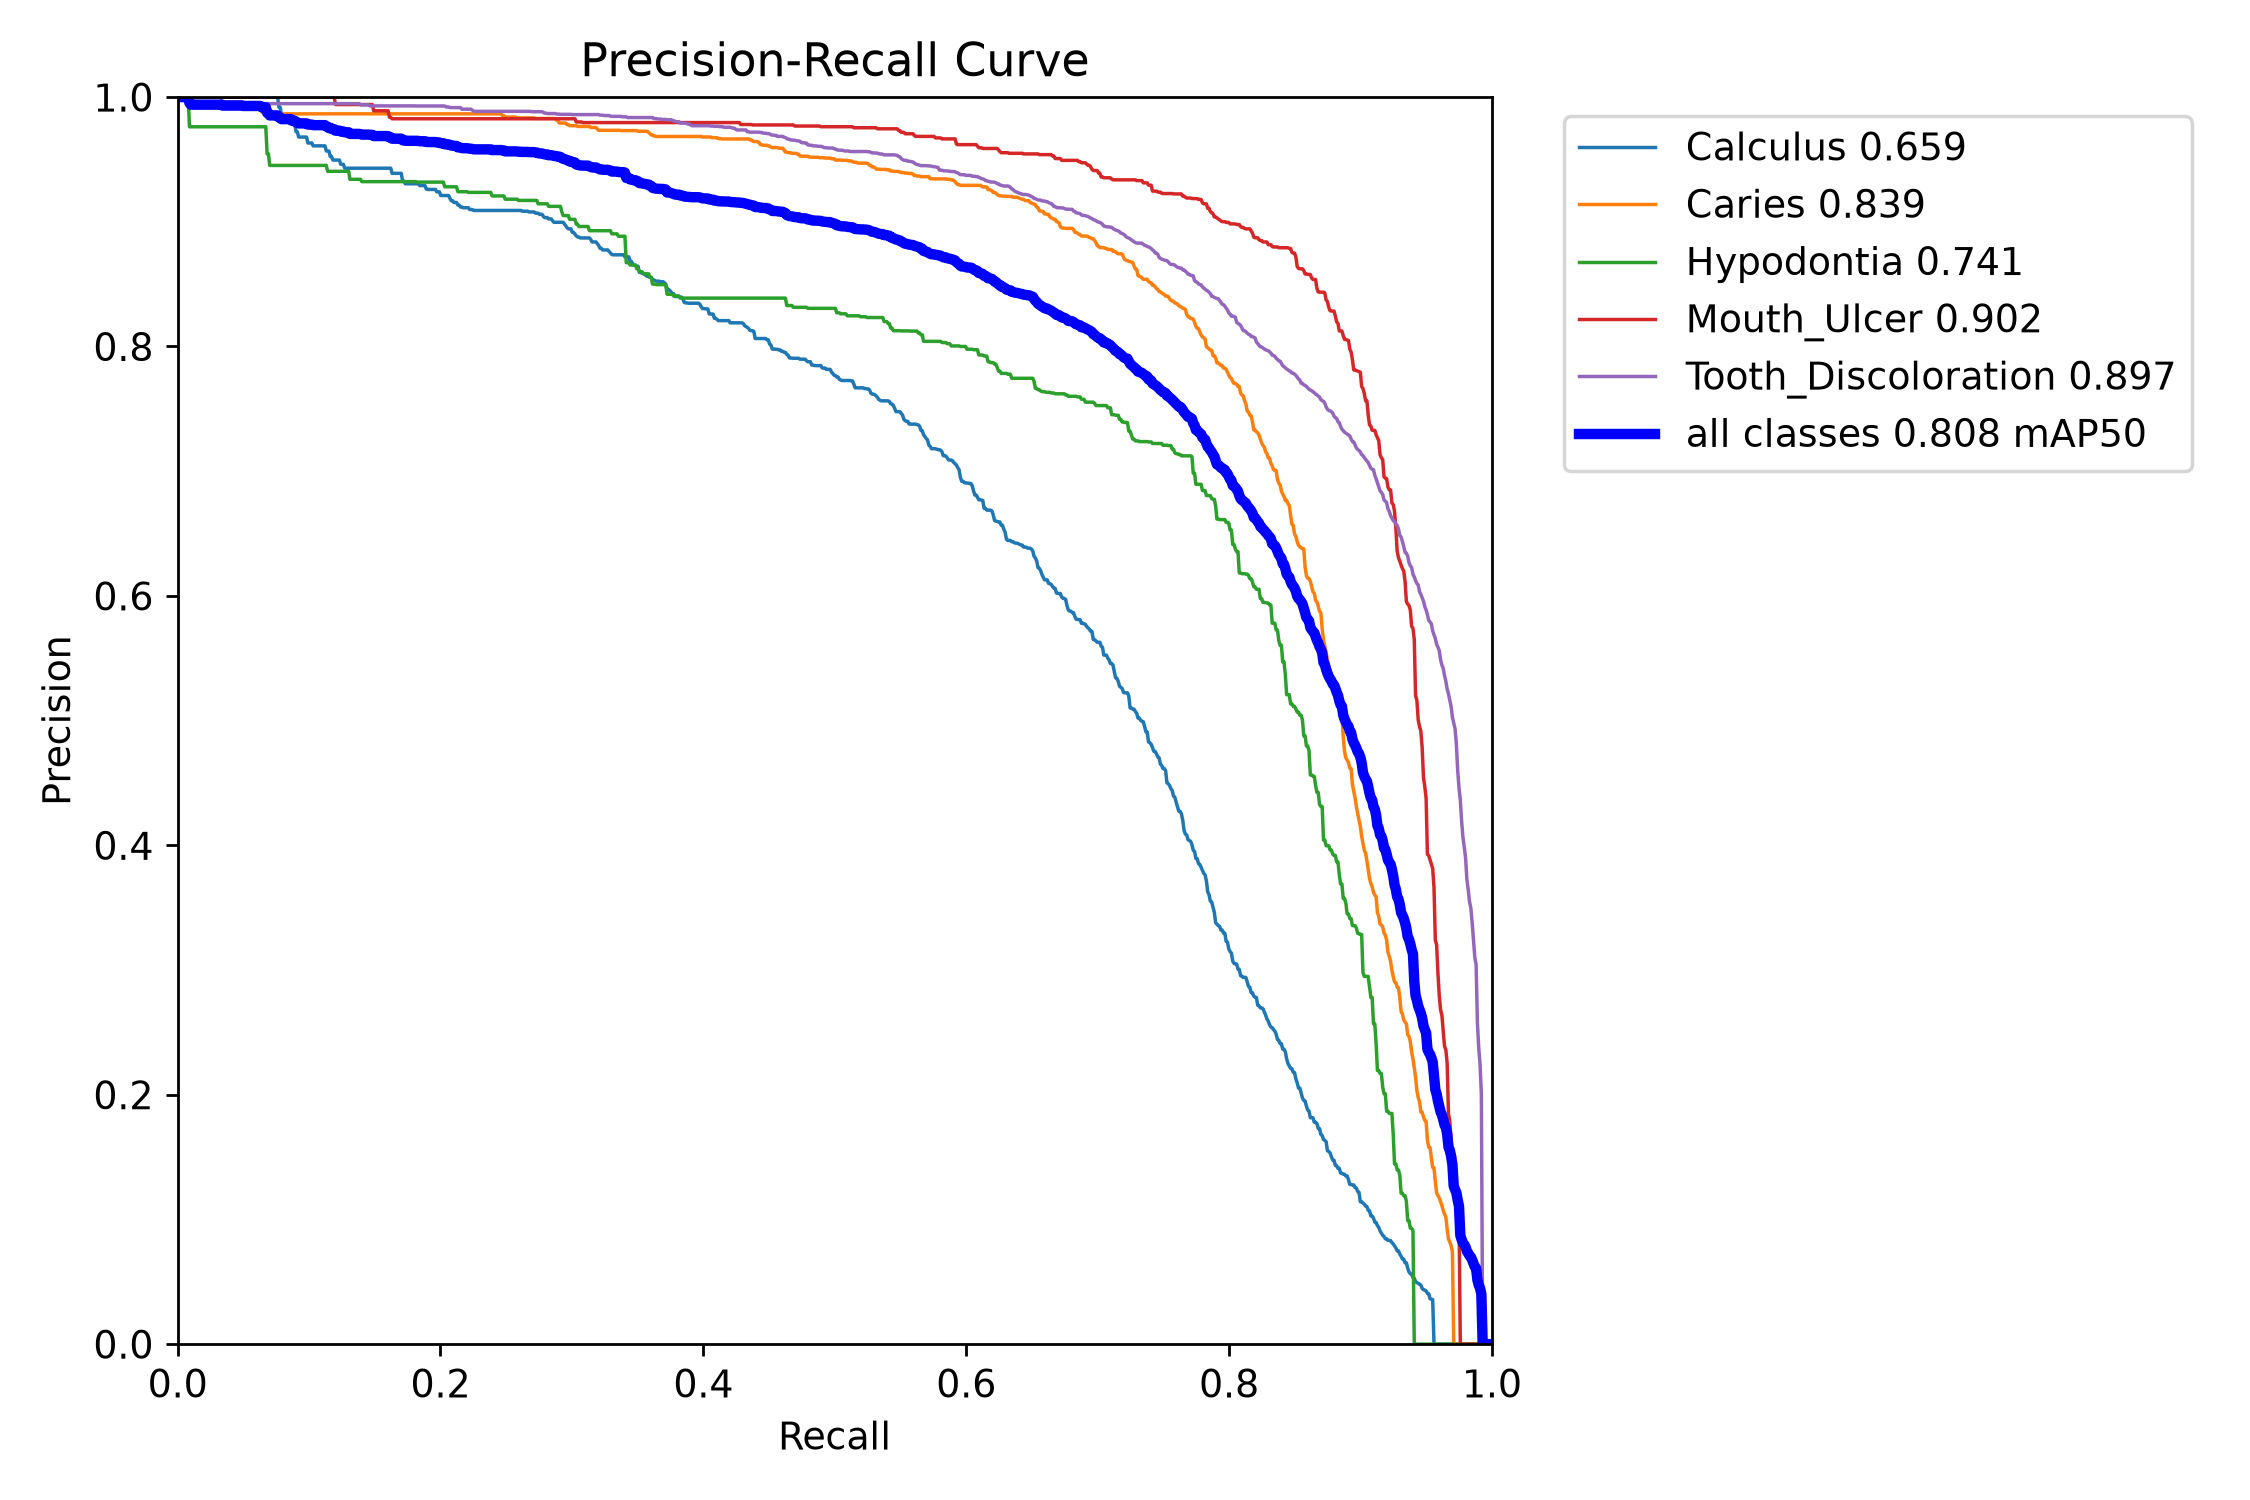 Precision-Recall Curve
1.0
0.8
0.6
0.4
0.2
0.0
Precision
0.0 0.2 0.4 0.6 0.8 1.0
Recall
Calculus 0.659
Caries 0.839
Hypodontia 0.741
Mouth_Ulcer 0.902
Tooth_Discoloration 0.897
all classes 0.808 mAP50